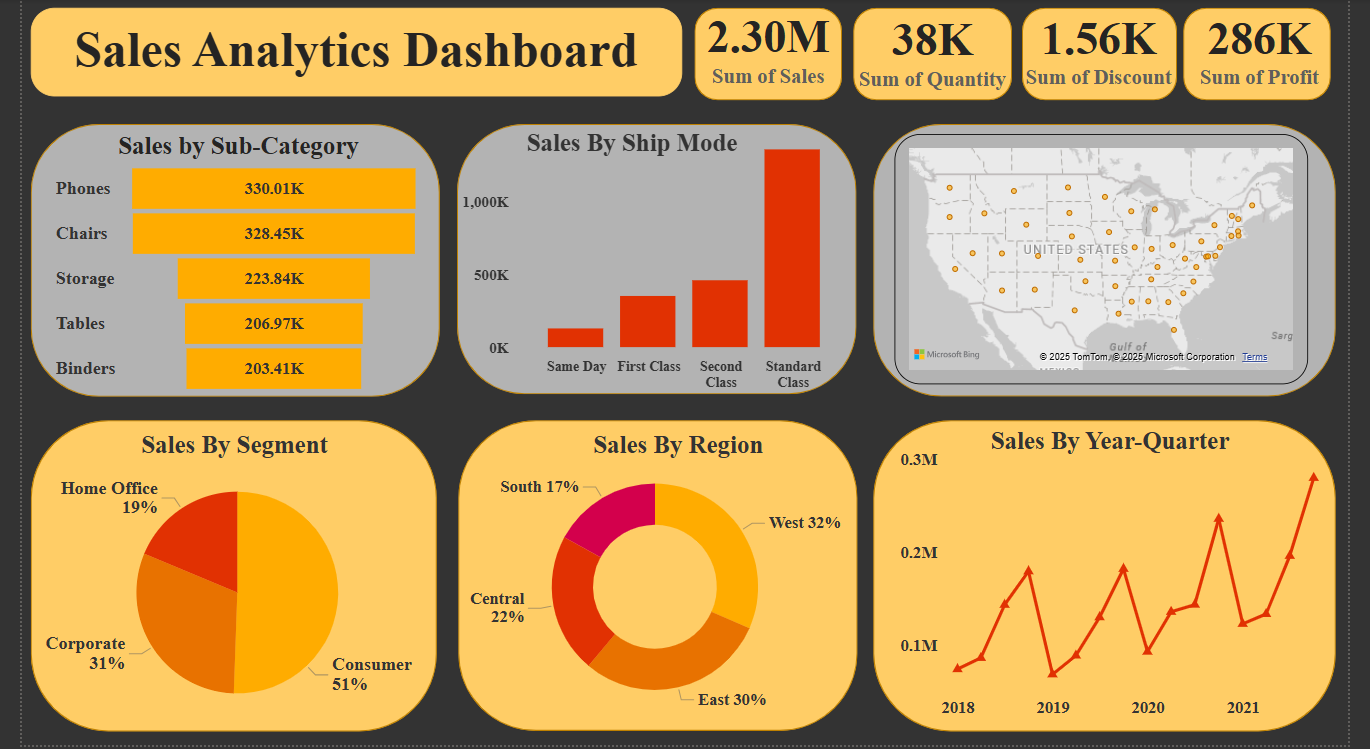 Sales Analytics Dashboard
2.30M
Sum of Sales
38K
Sum of Quantity
1.56K
Sum of Discount
286K
Sum of Profit
Sales by Sub-Category
Phones 330.01K
Chairs 328.45K
Storage 223.84K
Tables 206.97K
Binders 203.41K
Sales By Ship Mode
1,000K
500K
0K
Same Day
First Class
Second
Class
Standard
Class
UNITED STATES
Gulf of
Sarg
Microsoft Bing
© 2025 TomTom, © 2025 Microsoft Corporation Terms
MEXICO
Sales By Segment
Home Office
19%
Corporate
31%
Consumer
51%
Sales By Region
South 17%
West 32%
Central
22%
East 30%
Sales By Year-Quarter
0.3M
0.2M
0.1M
2018 2019 2020 2021